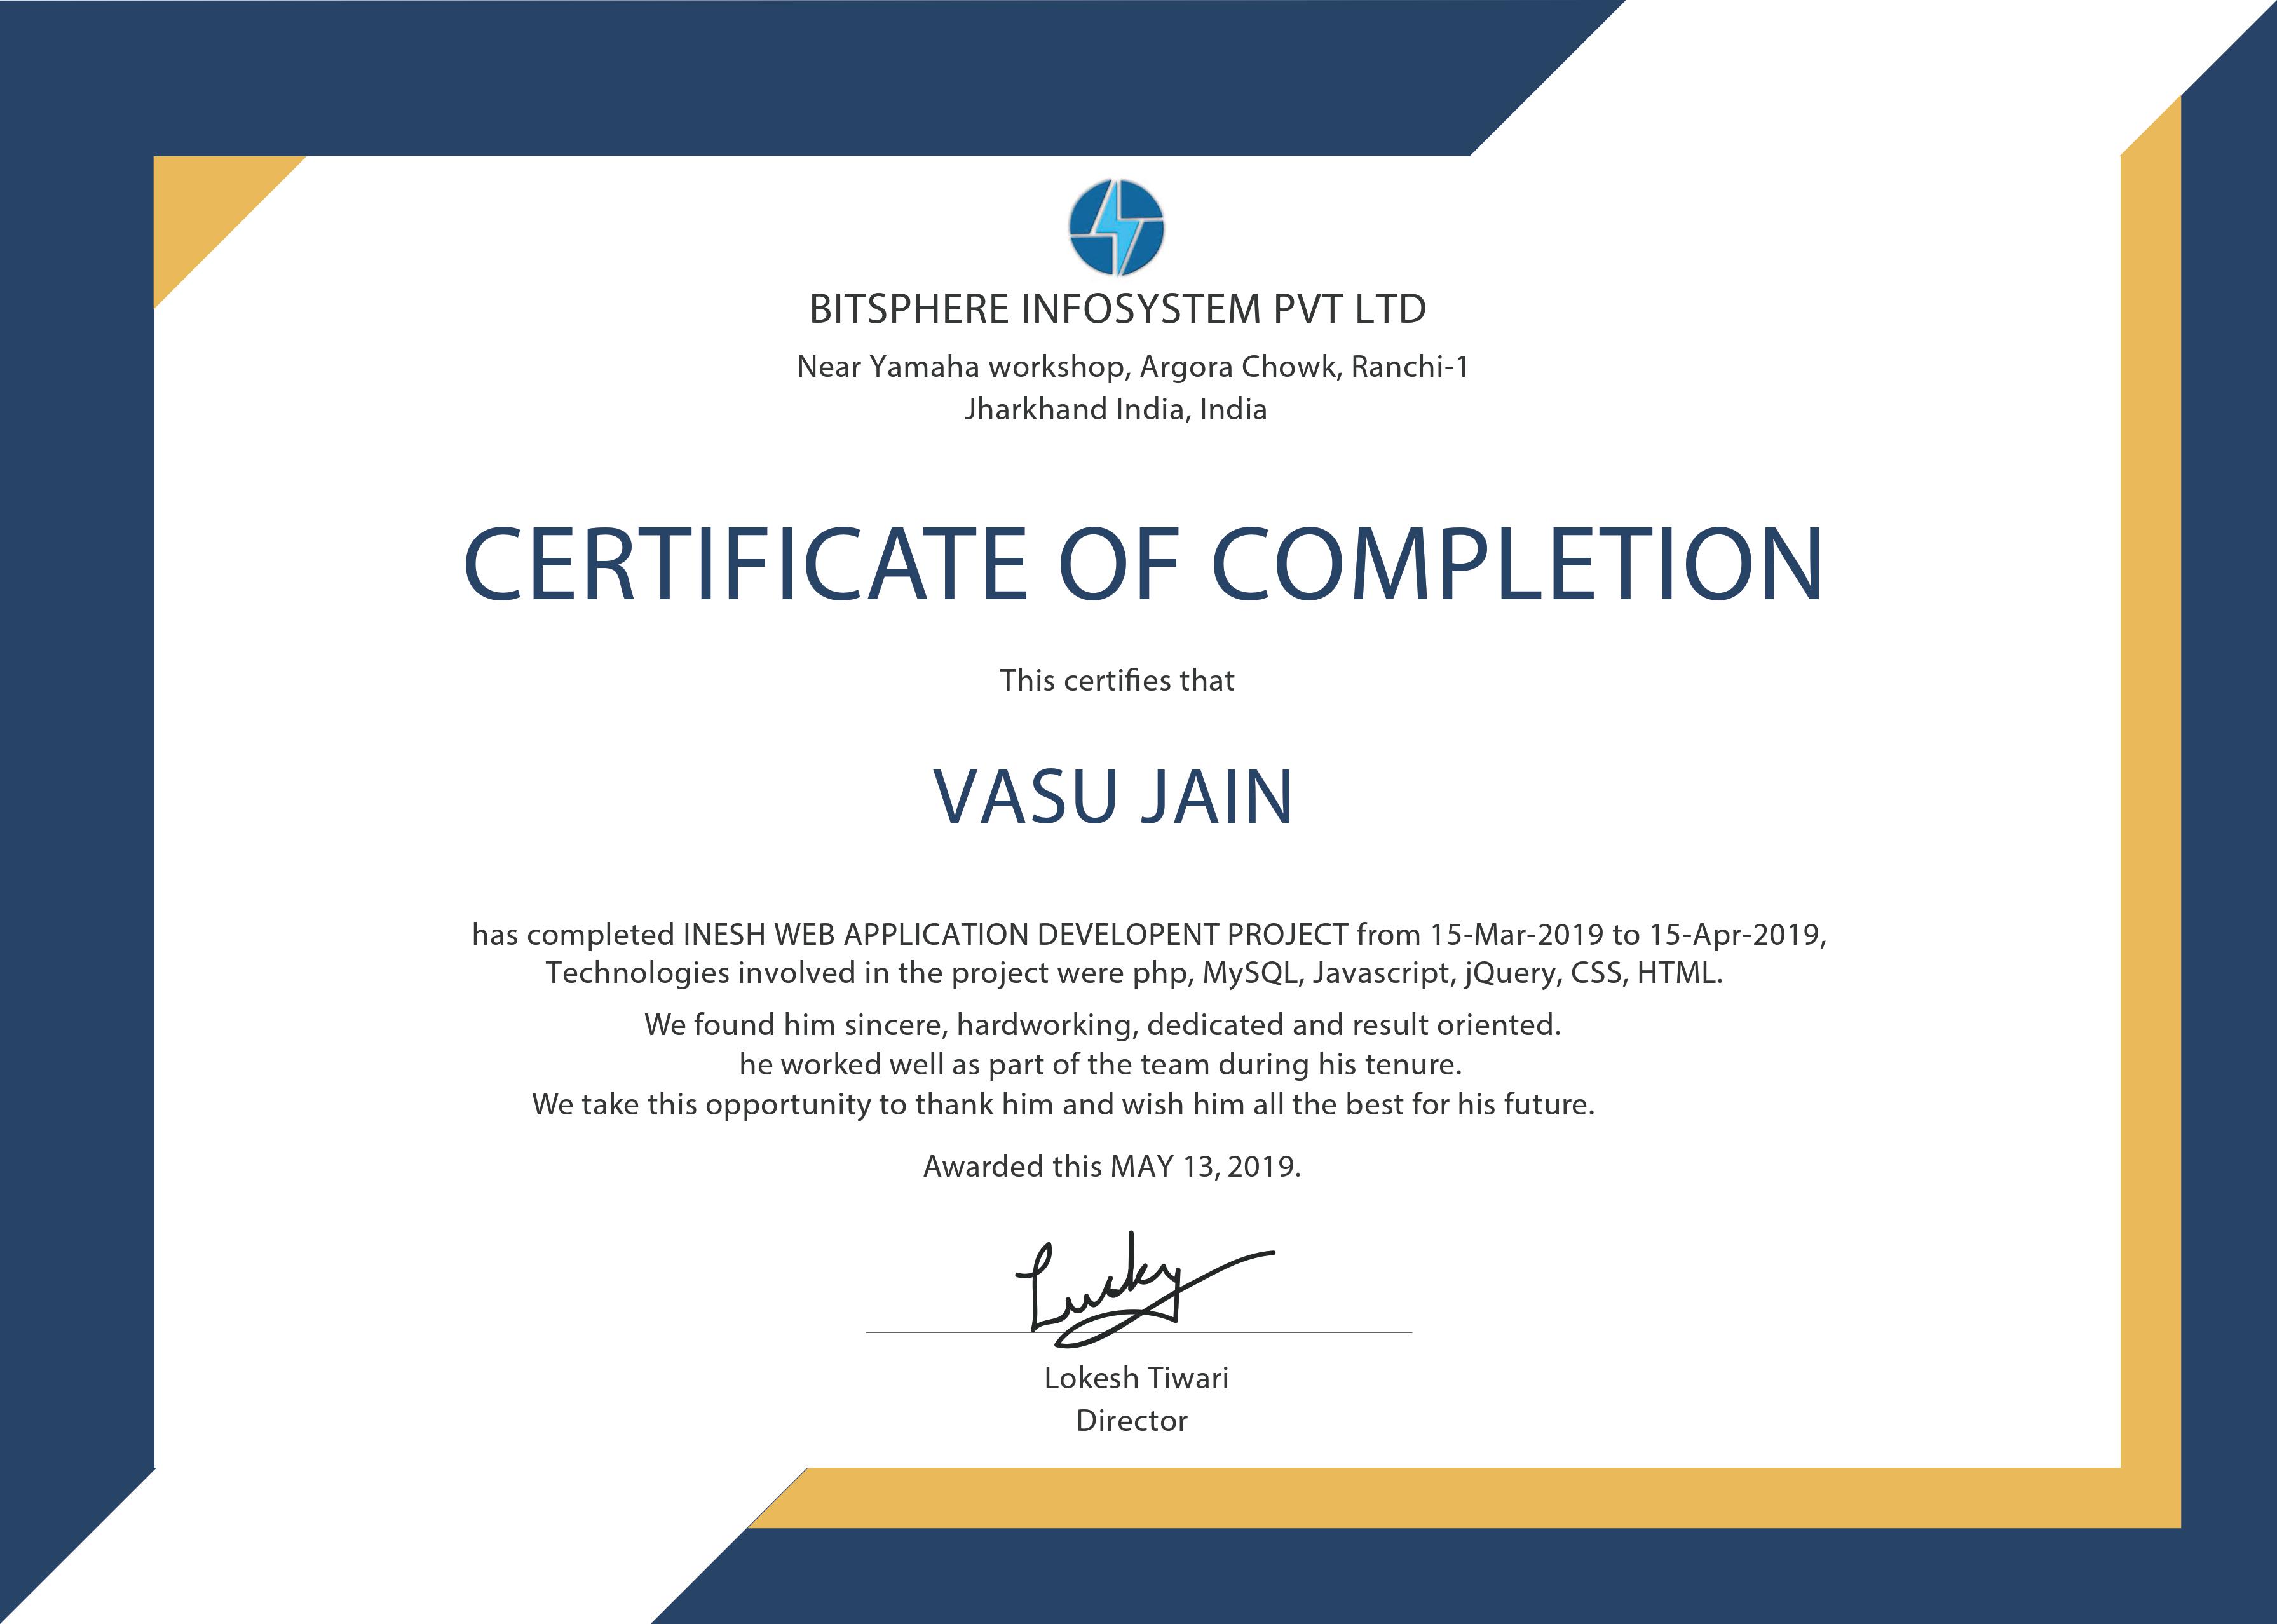 BITSPHERE INFOSYSTEM PVT LTD
Near Yamaha workshop, Argora Chowk, Ranchi-1
Jharkhand India, India
CERTIFICATE OF COMPLETION
This certifies that
VASU JAIN
has completed INESH WEB APPLICATION DEVELOPENT PROJECT from 15-Mar-2019 to 15-Apr-2019,
Technologies involved in the project were php, MySQL, Javascript, jQuery, CSS, HTML.
We found him sincere, hardworking, dedicated and result oriented.
he worked well as part of the team during his tenure.
We take this opportunity to thank him and wish him all the best for his future.
Awarded this MAY 13, 2019.
Lucky
Lokesh Tiwari
Director